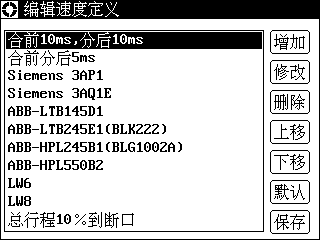 编辑速度定义
合前10ms,分后10ms
合前分后5ms
Siemens 3AP1
Siemens 3AQ1E
ABB-LTB145D1
ABB-LTB245E1(BLK222)
ABB-HPL245B1(BLG1002A)
ABB-HPL550B2
LW6
LW8
总行程10%到断口
增加
修改
删除
上移
下移
默认
保存